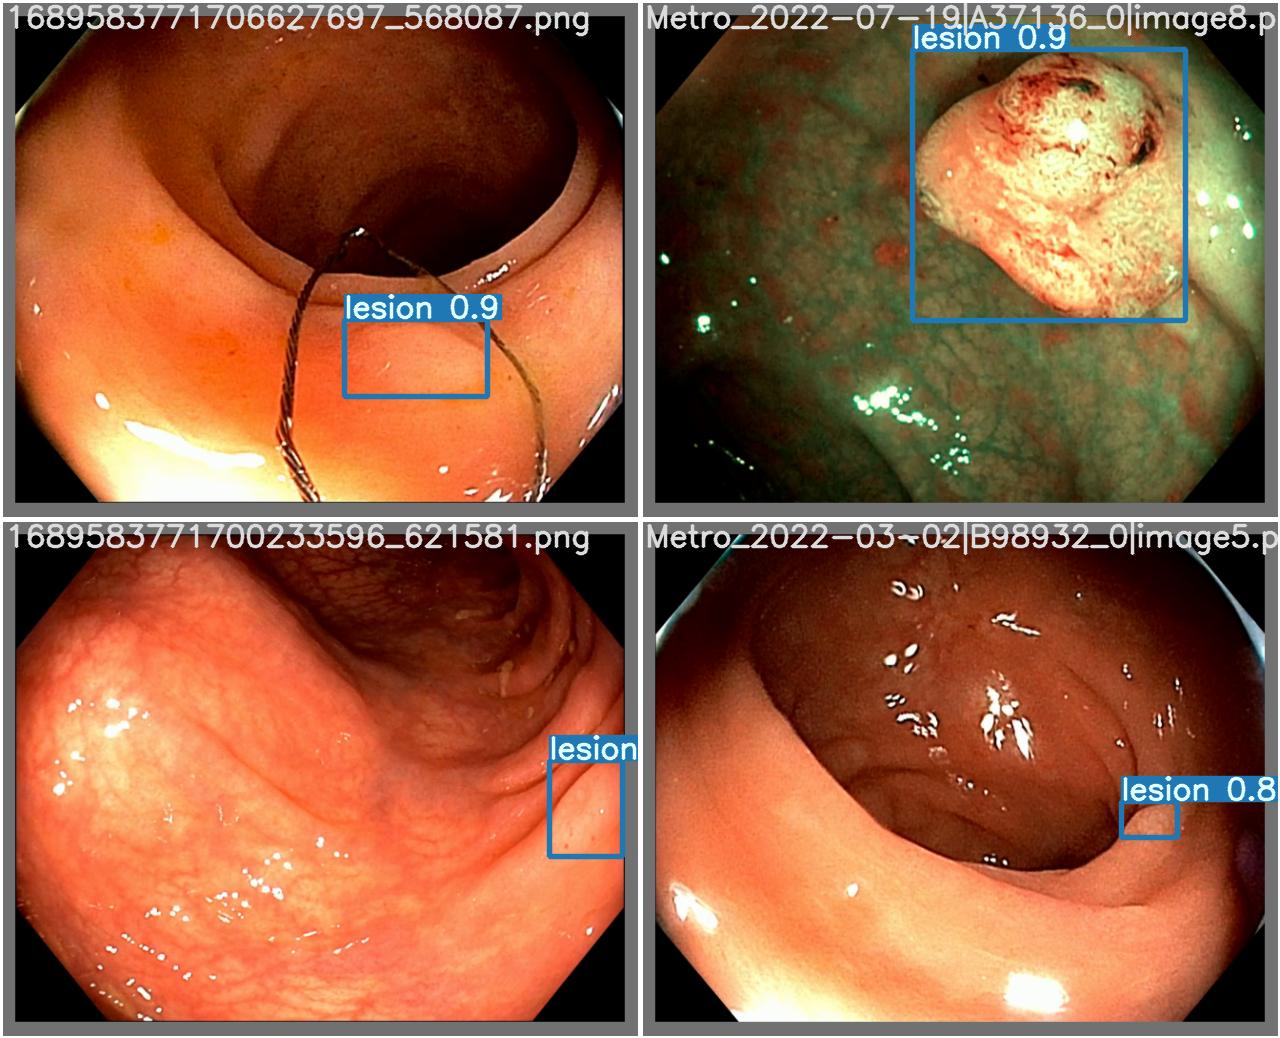 1689583771706627697_568087.png
Metro_2022-07-19|A37136_0|image8.p
lesion 0.9
lesion 0.9
1689583771700233596_621581.png
Metro_2022-03-02|B98932_0|image5.p
lesion
lesion 0.8